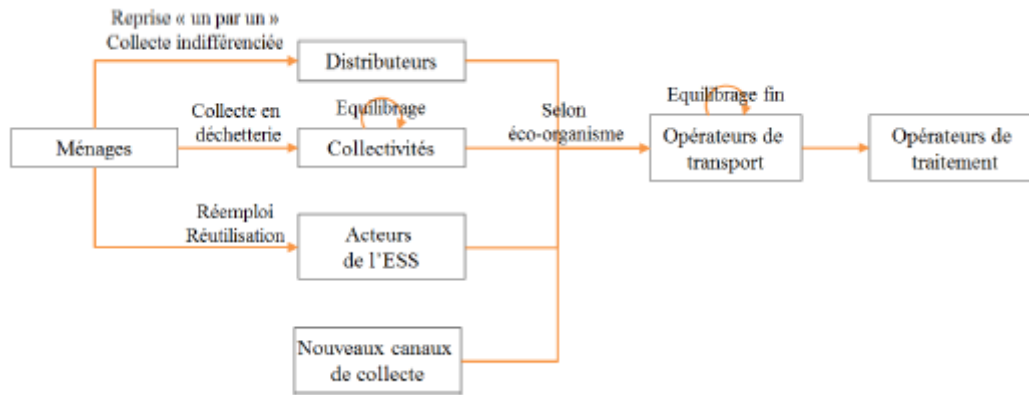 Reprise « un par un »
Collecte indifférenciée
Distributeurs
Collecte en
déchetterie
Equilibrage
Selon
éco-organisme
Equilibrage fin
Ménages
Collectivités
Opérateurs de
transport
Opérateurs de
traitement
Réemploi
Réutilisation
Acteurs
de l'ESS
Nouveaux canaux
de collecte